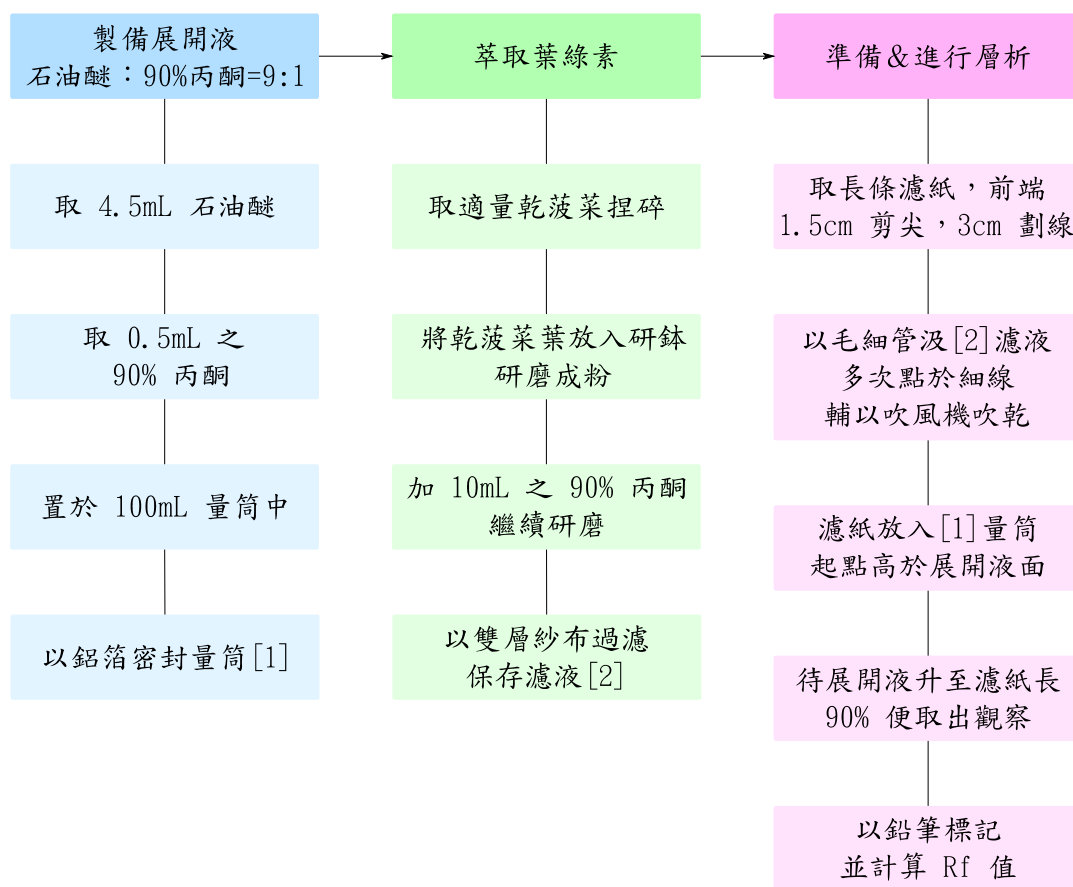 製備展開液
石油醚：90%丙酮=9:1
取 4.5mL 石油醚
取 0.5mL 之
90% 丙酮
置於 100mL 量筒中
以鋁箔密封量筒[1]
萃取葉綠素
取適量乾菠菜捏碎
將乾菠菜葉放入研鉢
研磨成粉
加 10mL 之 90% 丙酮
繼續研磨
以雙層紗布過濾
保存濾液[2]
準備&進行層析
取長條濾紙，前端
1.5cm 剪尖，3cm 劃線
以毛細管汲[2]濾液
多次點於細線
輔以吹風機吹乾
濾紙放入[1]量筒
起點高於展開液面
待展開液升至濾紙長
90% 便取出觀察
以鉛筆標記
並計算 Rf 值